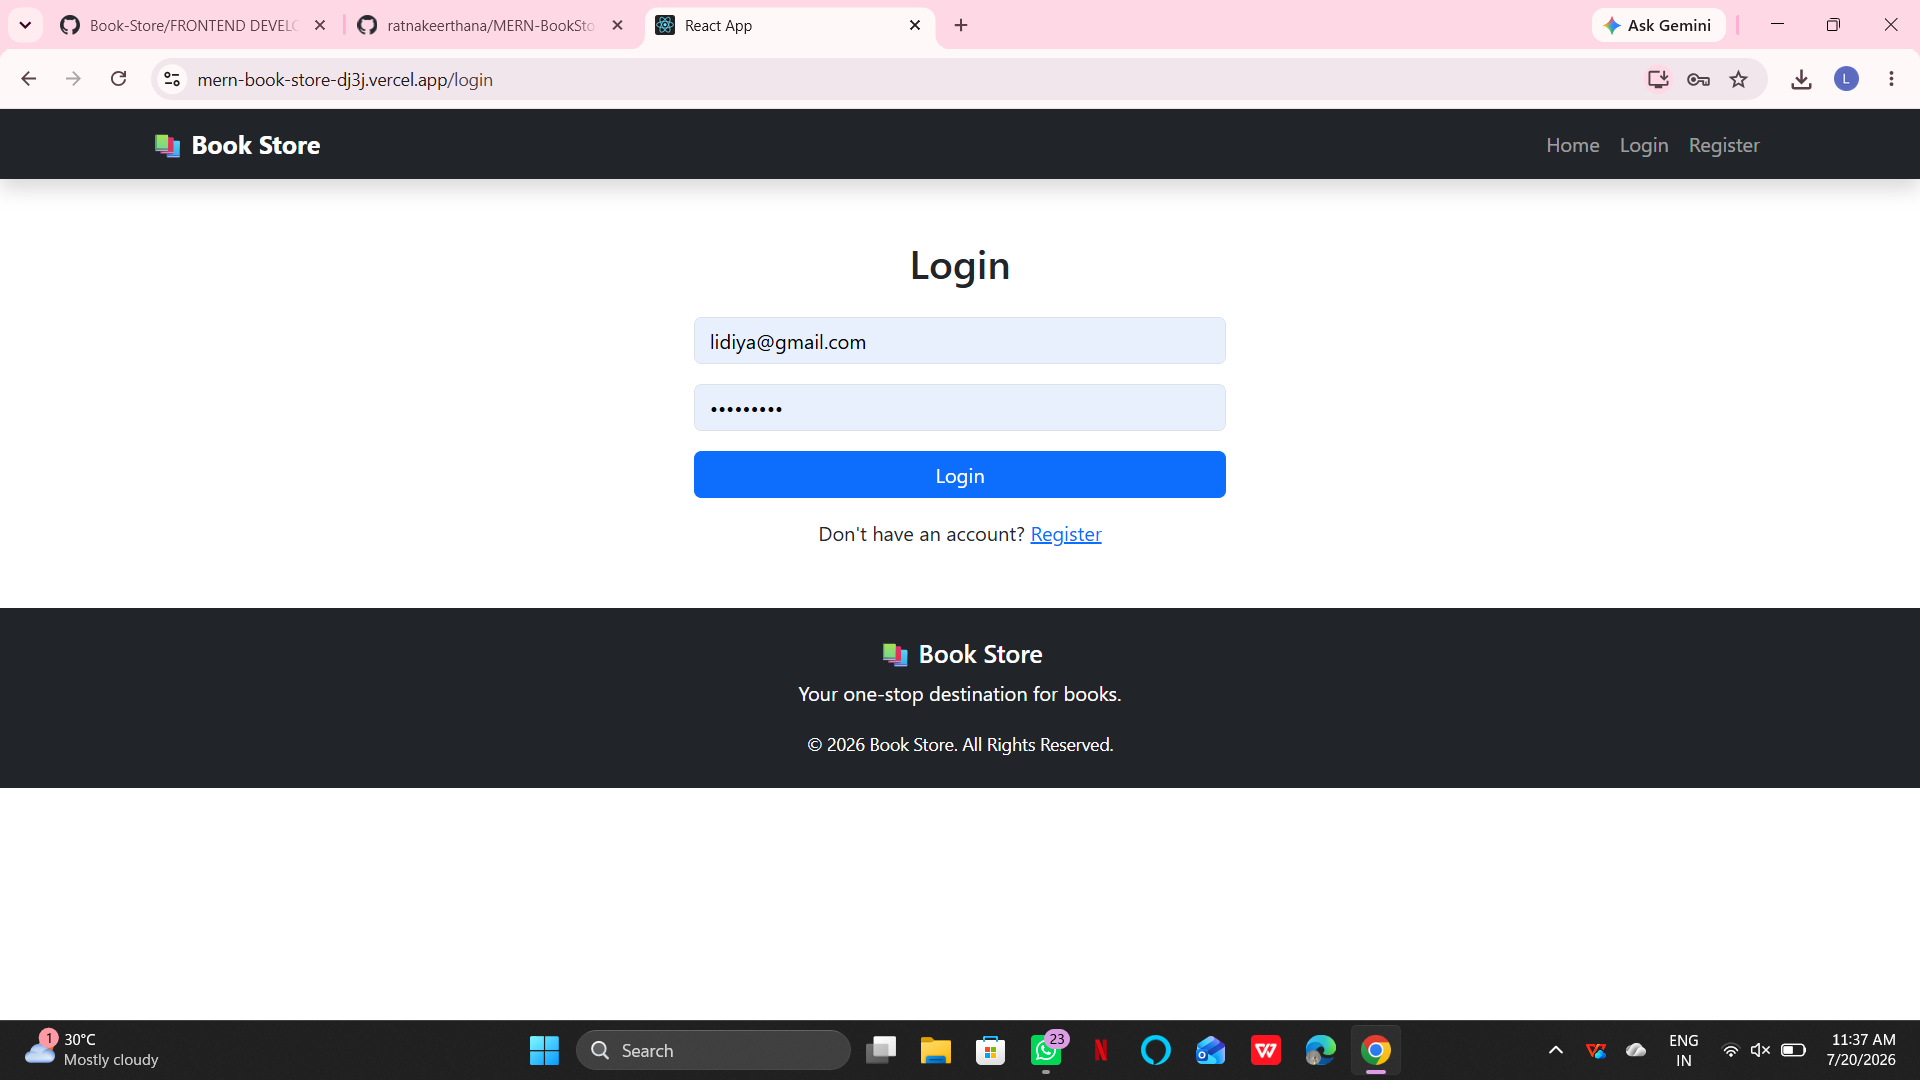 Book-Store/FRONTEND DEVELC
ratnakeerthana/MERN-BookSto
React App
Ask Gemini
mern-book-store-dj3j.vercel.app/login
L
Book Store
Home
Login
Register
Login
lidiya@gmail.com
•••••••••
Login
Don't have an account? Register
Book Store
Your one-stop destination for books.
© 2026 Book Store. All Rights Reserved.
1
30°C
Mostly cloudy
Search
23
ENG
IN
11:37 AM
7/20/2026